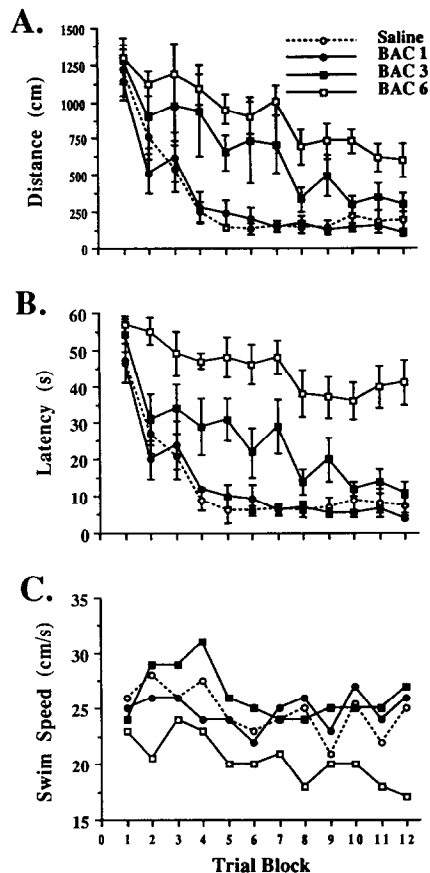 A.
Saline
BAC 1
BAC 3
BAC 6
1500
1250
1000
750
500
250
0
Distance (cm)
B.
60
50
40
30
20
10
0
Latency (s)
C.
35
30
25
20
15
Swim Speed (cm/s)
0 1 2 3 4 5 6 7 8 9 10 11 12
Trial Block